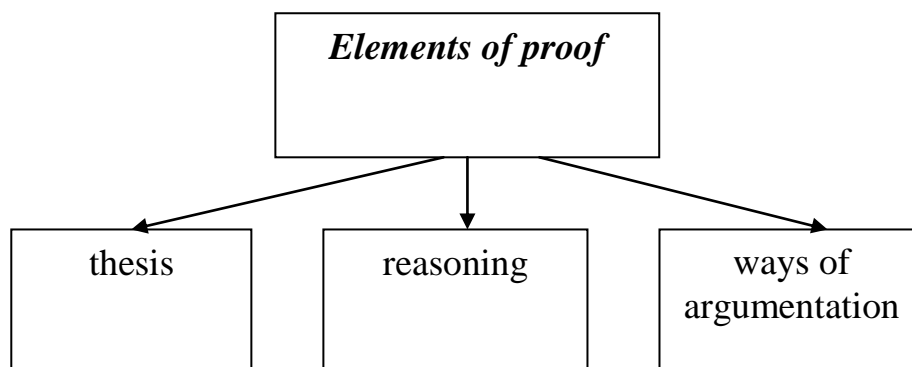 Elements of proof
thesis
reasoning
ways of
argumentation